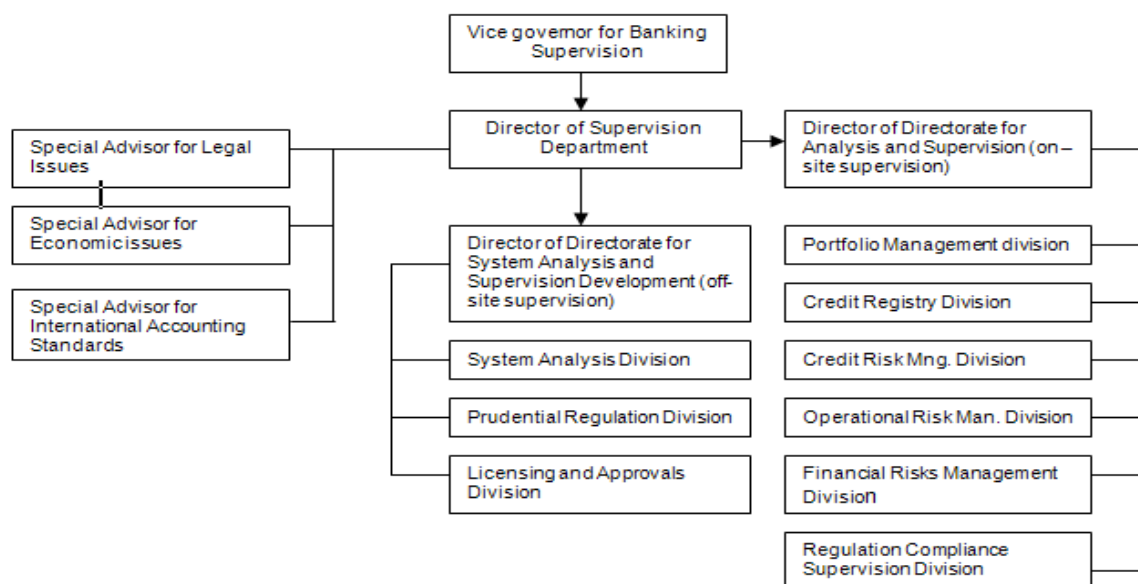 Vice governor for Banking
Supervision
Director of Supervision
Department
Director of Directorate for
Analysis and Supervision (on –
site supervision)
Special Advisor for Legal
Issues
Special Advisor for
Economic issues
Special Advisor for
International Accounting
Standards
Director of Directorate for
System Analysis and
Supervision Development (off-
site supervision)
System Analysis Division
Prudential Regulation Division
Licensing and Approvals
Division
Portfolio Management division
Credit Registry Division
Credit Risk Mng. Division
Operational Risk Man. Division
Financial Risks Management
Division
Regulation Compliance
Supervision Division